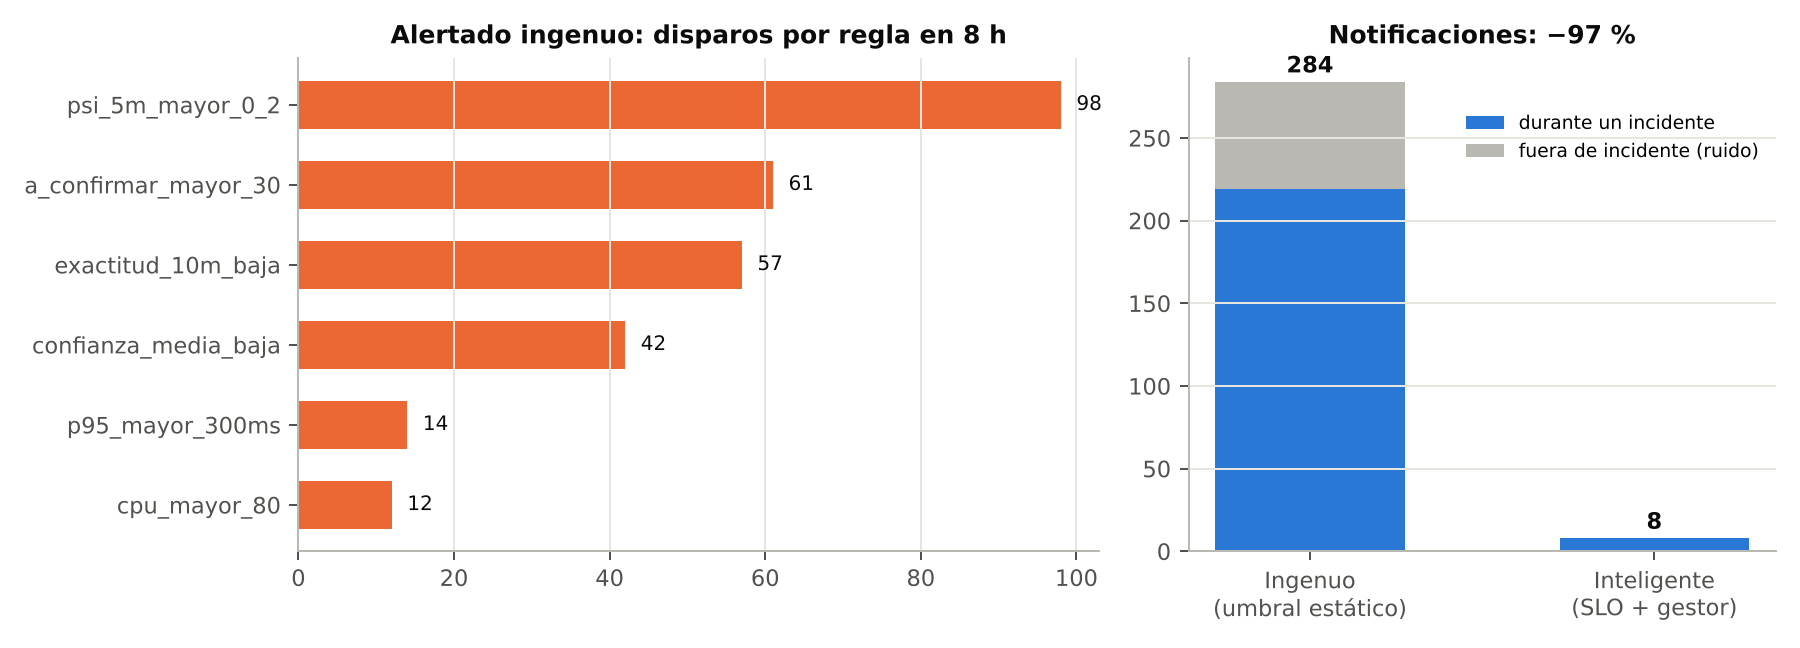 Alertado ingenuo: disparos por regla en 8 h
psi_5m_mayor_0_2
98
a_confirmar_mayor_30
61
exactitud_10m_baja
57
confianza_media_baja
42
p95_mayor_300ms
14
cpu_mayor_80
12
0 20 40 60 80 100
Notificaciones: −97 %
284
durante un incidente
fuera de incidente (ruido)
250
200
150
100
50
0
8
Ingenuo
(umbral estático)
Inteligente
(SLO + gestor)